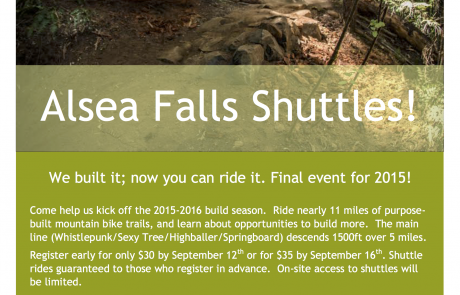 Alsea Falls Shuttles!
We built it; now you can ride it. Final event for 2015!
Come help us kick off the 2015-2016 build season.  Ride nearly 11 miles of purpose-
built mountain bike trails, and learn about opportunities to build more.  The main
line (Whistlepunk/Sexy Tree/Highballer/Springboard) descends 1500ft over 5 miles.
Register early for only $30 by September 12th or for $35 by September 16th. Shuttle
rides guaranteed to those who register in advance.  On-site access to shuttles will
be limited.